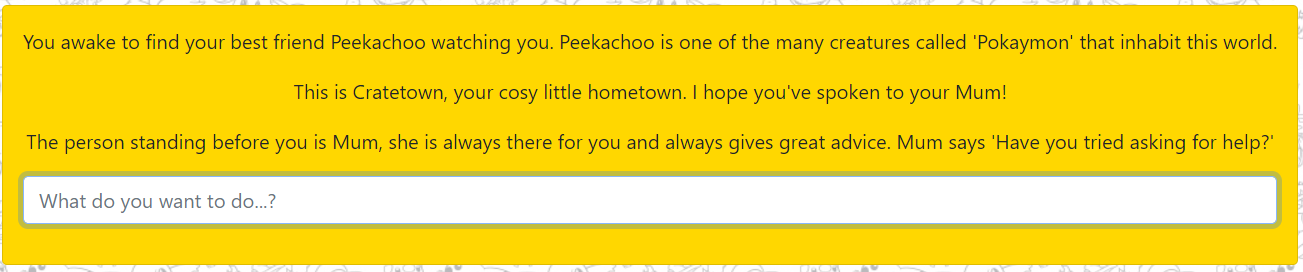 You awake to find your best friend Peekachoo watching you. Peekachoo is one of the many creatures called 'Pokaymon' that inhabit this world.
This is Cratetown, your cosy little hometown. I hope you've spoken to your Mum!
The person standing before you is Mum, she is always there for you and always gives great advice. Mum says 'Have you tried asking for help?'
What do you want to do...?